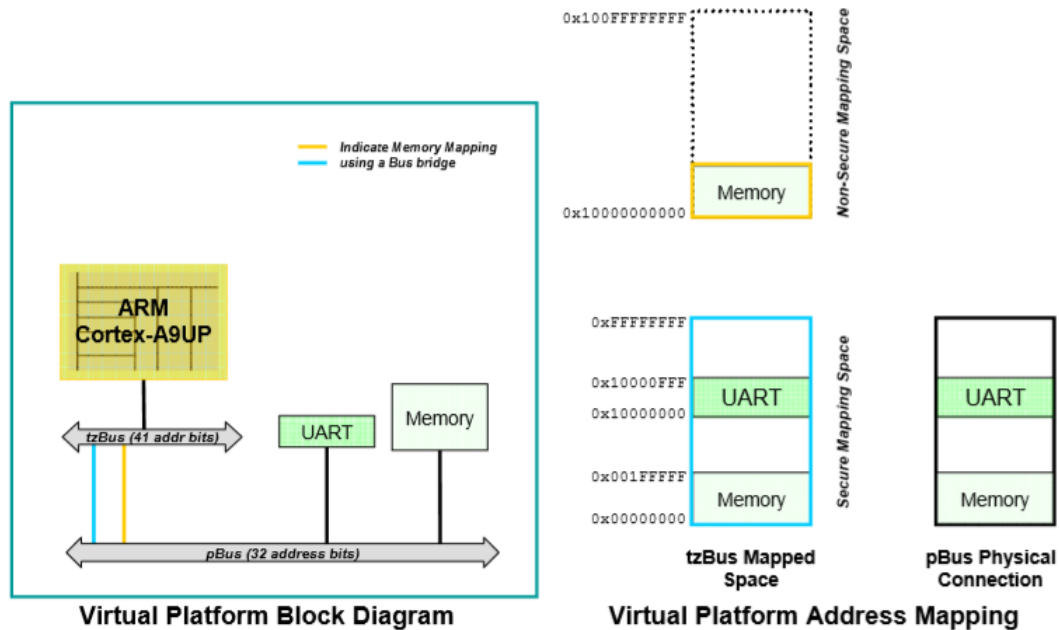 Indicate Memory Mapping
using a Bus bridge
ARM
Cortex-A9UP
tzBus (41 addr bits)
UART
Memory
pBus (32 address bits)
Virtual Platform Block Diagram
0x100FFFFFFFF
Memory
0x10000000000
Non-Secure Mapping Space
0xFFFFFFFF
0x10000FFF
UART
0x10000000
0x001FFFFF
Memory
0x00000000
Secure Mapping Space
tzBus Mapped
Space
UART
Memory
pBus Physical
Connection
Virtual Platform Address Mapping